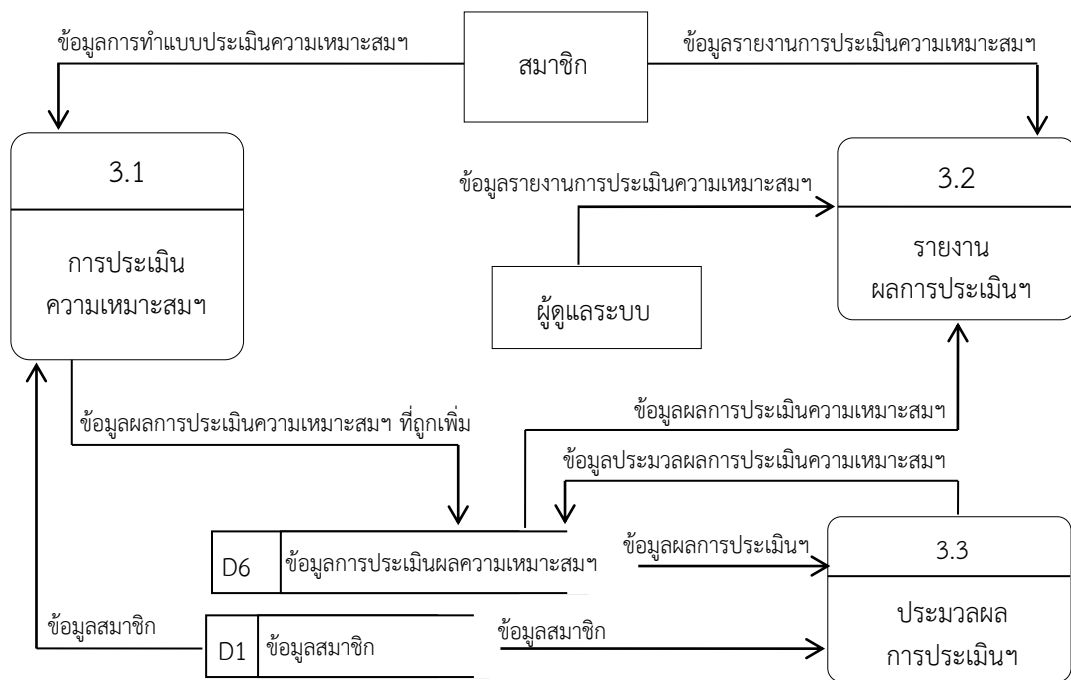 ข้อมูลการทำแบบประเมินความเหมาะสมฯ
สมาชิก
ข้อมูลรายงานการประเมินความเหมาะสมฯ
3.1
การประเมิน
ความเหมาะสมฯ
ข้อมูลรายงานการประเมินความเหมาะสมฯ
3.2
รายงาน
ผลการประเมินฯ
ผู้ดูแลระบบ
ข้อมูลผลการประเมินความเหมาะสมฯ ที่ถูกเพิ่ม
ข้อมูลผลการประเมินความเหมาะสมฯ
ข้อมูลประมวลผลการประเมินความเหมาะสมฯ
D6
ข้อมูลการประเมินผลความเหมาะสมฯ
ข้อมูลผลการประเมินฯ
3.3
ประมวลผล
การประเมินฯ
ข้อมูลสมาชิก
D1
ข้อมูลสมาชิก
ข้อมูลสมาชิก